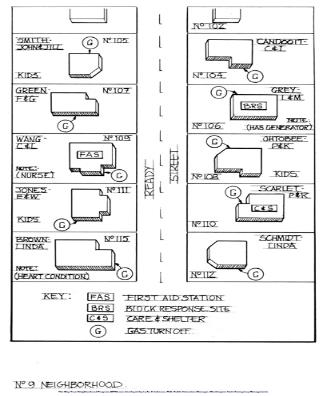 Nº 102
SMITH-
JOHN & JILL
Nº 105
G
KIDS
CANDOOIT-
C & I
G
Nº 104
GREEN-
F & G
Nº 107
G
GREY-
L & M
G
BRS
NOTE:
Nº 106
(HAS GENERATOR)
WANG-
C & L
Nº 109
FAS
NOTE:
(NURSE)
G
OHTOBEE-
P & K
G
Nº 108
KIDS
READY
STREET
JONES-
F & W
Nº 111
KIDS
G
SCARLET-
P & K
G
C & S
Nº 110
BROWN-
LINDA
Nº 115
NOTE:
(HEART CONDITION)
G
SCHMIDT-
LINDA
Nº 112
G
KEY:
FAS FIRST AID STATION
BRS BLOCK RESPONSE SITE
C & S CARE & SHELTER
G GAS TURN OFF
Nº 9 NEIGHBORHOOD